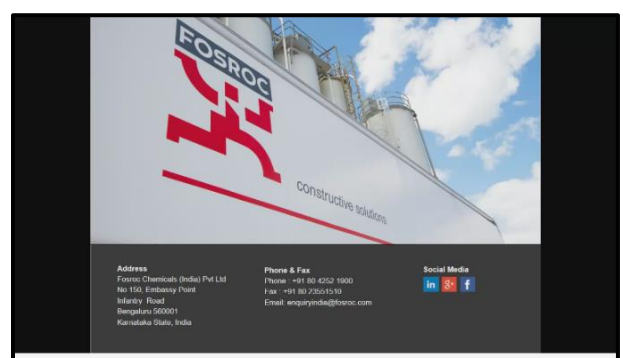 FOSROC
constructive solutions
Address
Fosroc Chemicals (India) Pvt Ltd
No 150, Embassy Point
Infantry Road
Bengaluru 560001
Karnataka State, India
Phone & Fax
Phone : +91 80 4252 1900
Fax : +91 80 23551510
Email: enquiryindia@fosroc.com
Social Media
in g+ f